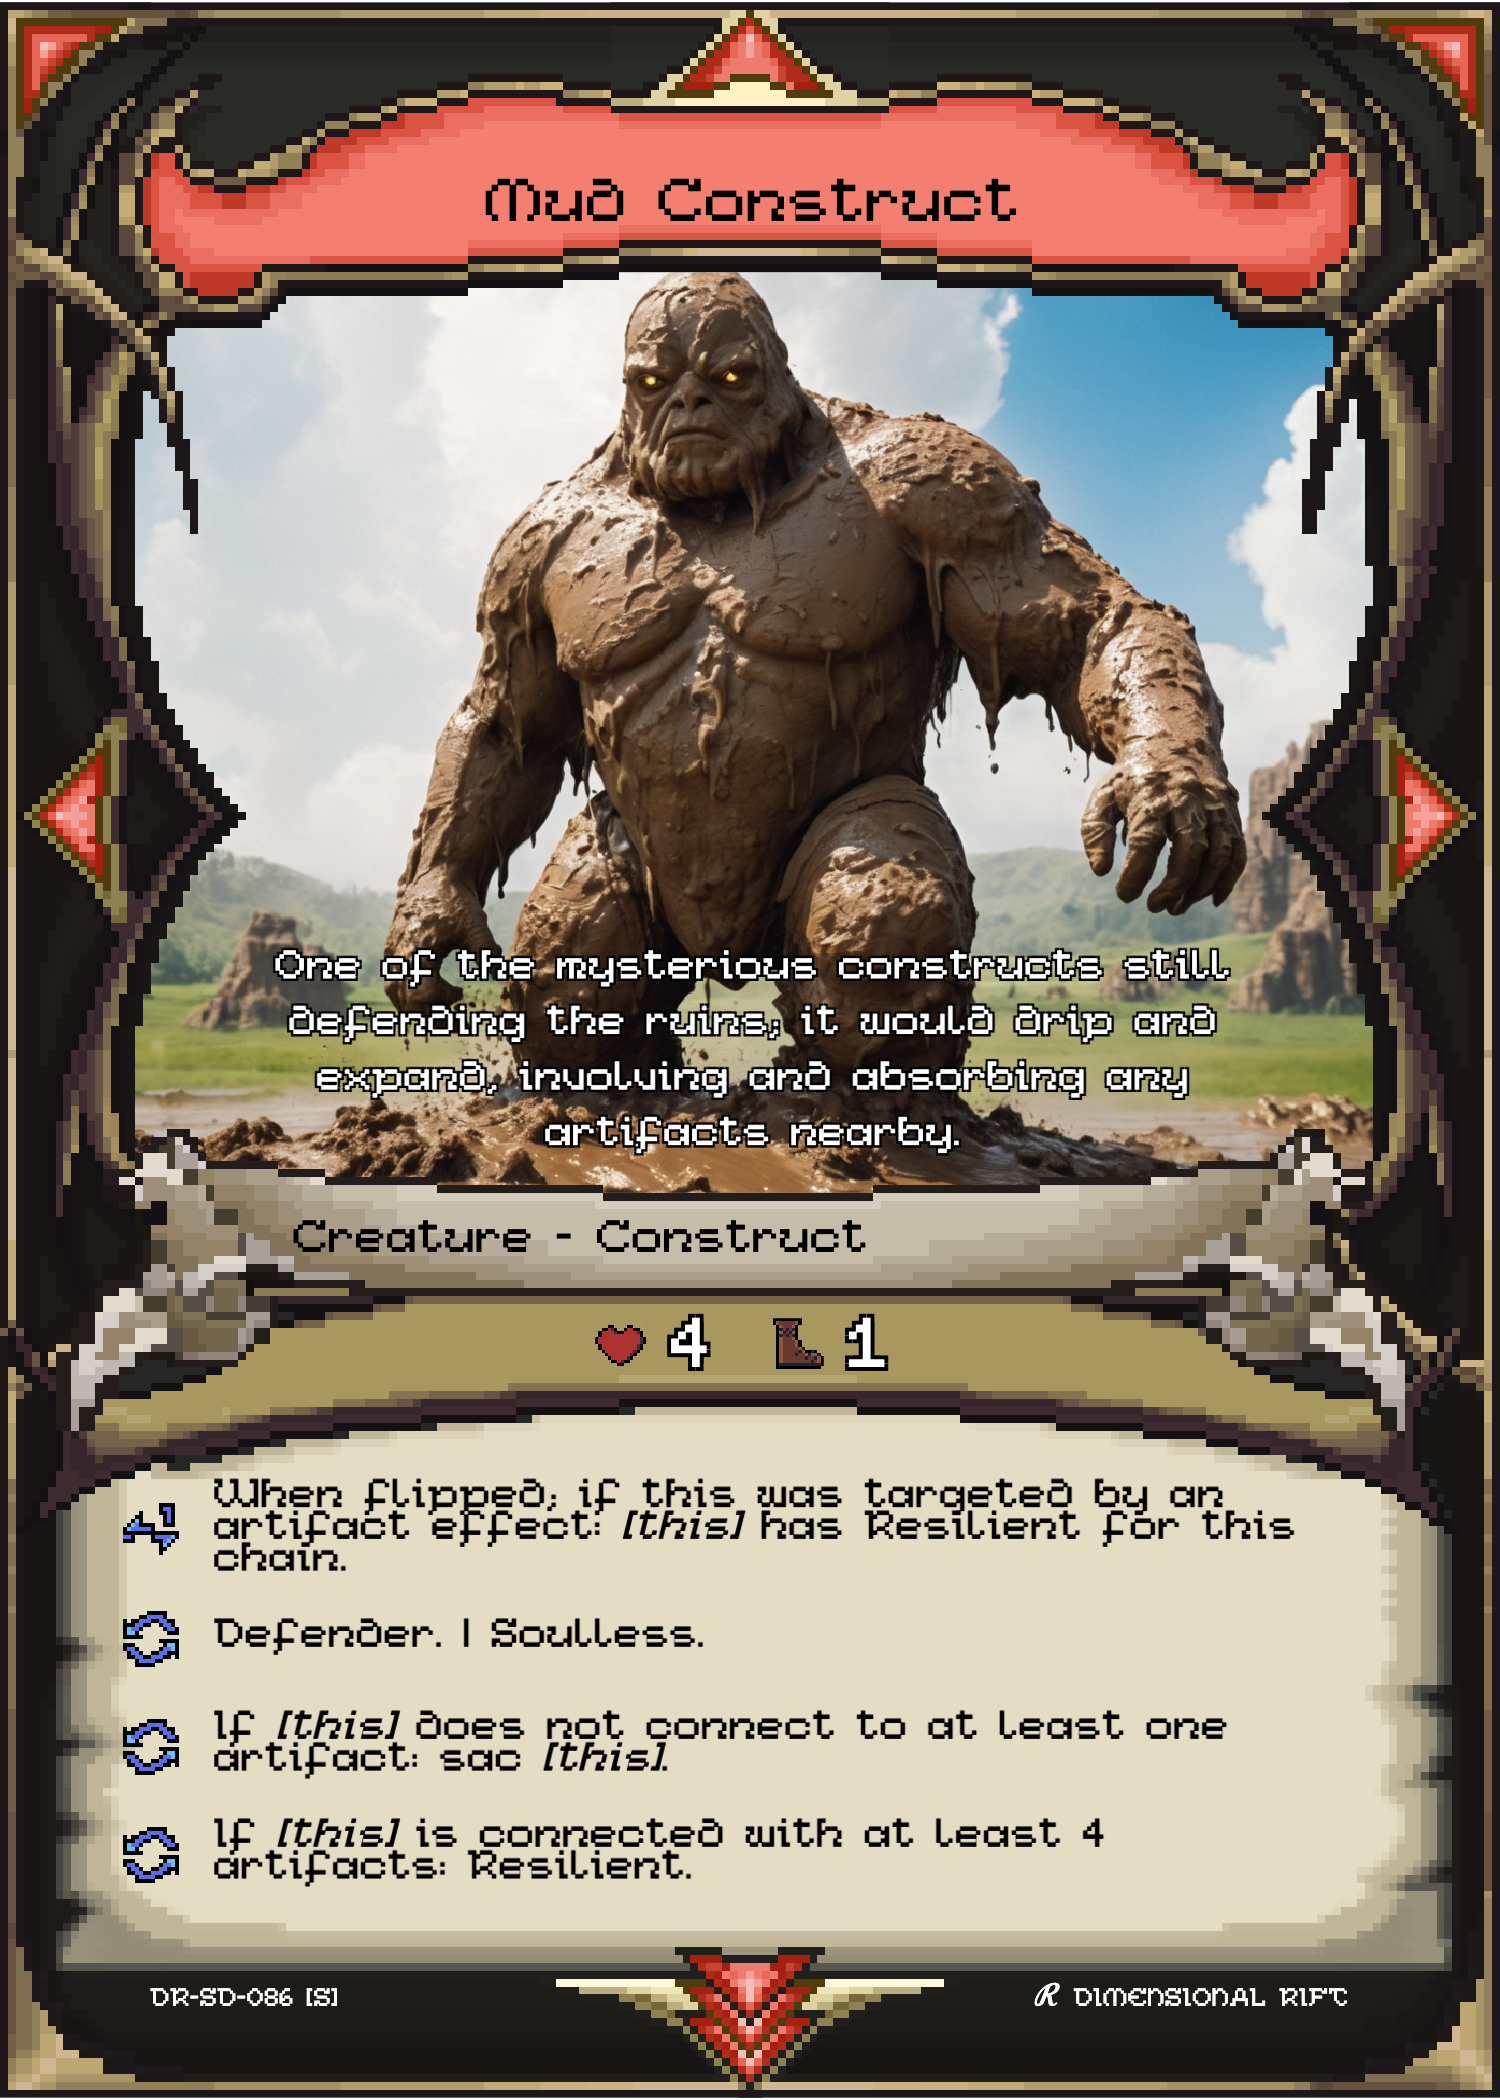 Mud Construct
One of the mysterious constructs still
defending the ruins; it would drip and
expand, involving and absorbing any
artifacts nearby.
Creature - Construct
4 1
When flipped; if this was targeted by an
artifact effect: [this] has Resilient for this
chain.
Defender. | Soulless.
If [this] does not connect to at least one
artifact: sac [this].
If [this] is connected with at least 4
artifacts: Resilient.
DR-SD-086 [S]
R DIMENSIONAL RIFT